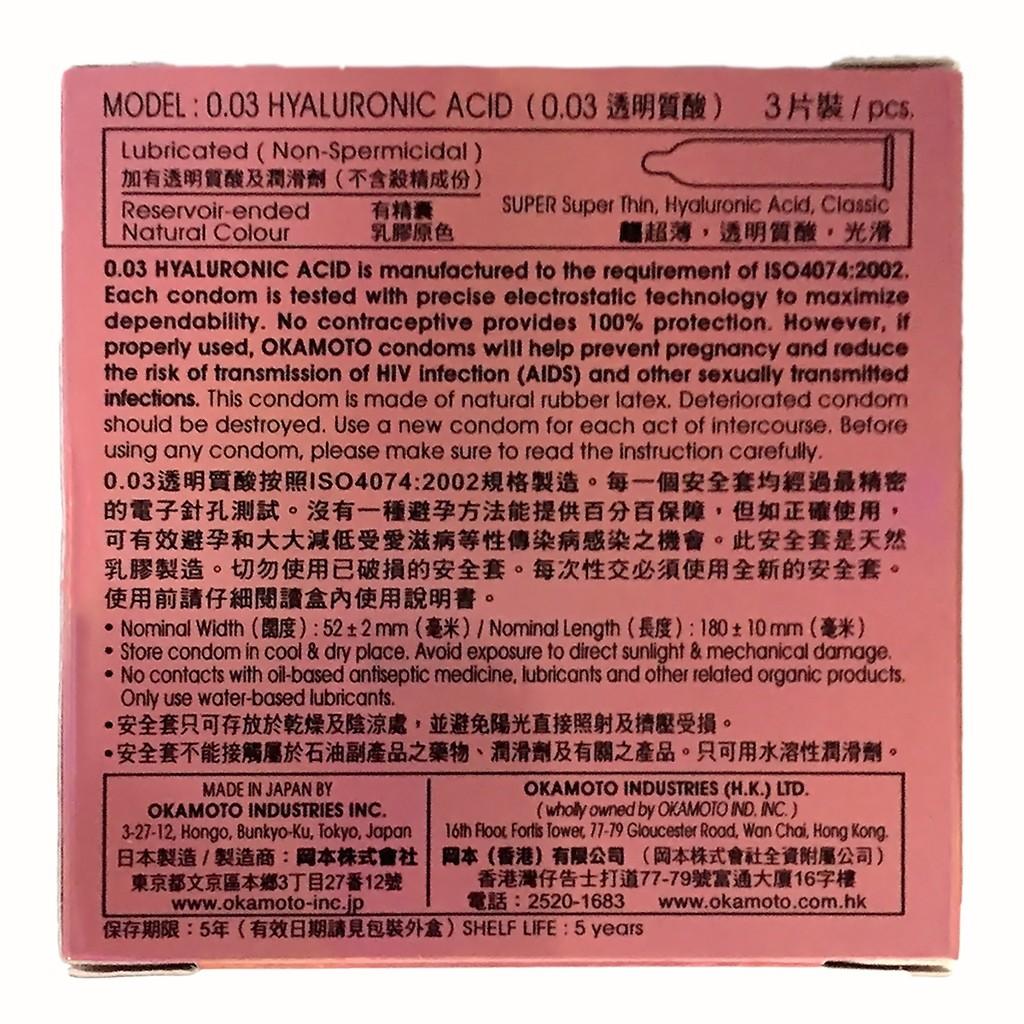 MODEL : 0.03 HYALURONIC ACID ( 0.03 透明質酸 ) 3片裝 / pcs.
Lubricated ( Non-Spermicidal )
加有透明質酸及潤滑劑 ( 不含殺精成份 )
Reservoir-ended 有精囊
Natural Colour 乳膠原色
SUPER Super Thin, Hyaluronic Acid, Classic
超薄，透明質酸，光滑
0.03 HYALURONIC ACID is manufactured to the requirement of ISO4074:2002.
Each condom is tested with precise electrostatic technology to maximize
dependability. No contraceptive provides 100% protection. However, if
properly used, OKAMOTO condoms will help prevent pregnancy and reduce
the risk of transmission of HIV infection (AIDS) and other sexually transmitted
infections. This condom is made of natural rubber latex. Deteriorated condom
should be destroyed. Use a new condom for each act of intercourse. Before
using any condom, please make sure to read the instruction carefully.
0.03透明質酸按照ISO4074:2002規格製造。每一個安全套均經過最精密
的電子針孔測試。沒有一種避孕方法能提供百分百保障，但如正確使用，
可有效避孕和大大減低受愛滋病等性傳染病感染之機會。此安全套是天然
乳膠製造。切勿使用已破損的安全套。每次性交必須使用全新的安全套。
使用前請仔細閱讀盒內使用說明書。
• Nominal Width ( 闊度 ) : 52 ± 2 mm ( 毫米 ) / Nominal Length ( 長度 ) : 180 ± 10 mm ( 毫米 )
• Store condom in cool & dry place. Avoid exposure to direct sunlight & mechanical damage.
• No contacts with oil-based antiseptic medicine, lubricants and other related organic products.
Only use water-based lubricants.
• 安全套只可存放於乾燥及陰涼處，並避免陽光直接照射及擠壓受損。
• 安全套不能接觸屬於石油副產品之藥物、潤滑劑及有關之產品。只可用水溶性潤滑劑。
MADE IN JAPAN BY
OKAMOTO INDUSTRIES INC.
3-27-12, Hongo, Bunkyo-Ku, Tokyo, Japan
日本製造 / 製造商：岡本株式會社
東京都文京區本鄉3丁目27番12號
www.okamoto-inc.jp
OKAMOTO INDUSTRIES (H.K.) LTD.
( wholly owned by OKAMOTO IND. INC. )
16th Floor, Fortis Tower, 77-79 Gloucester Road, Wan Chai, Hong Kong.
岡本（香港）有限公司 （岡本株式會社全資附屬公司）
香港灣仔告士打道77-79號富通大廈16字樓
電話：2520-1683 www.okamoto.com.hk
保存期限：5年 ( 有效日期請見包裝外盒 ) SHELF LIFE : 5 years